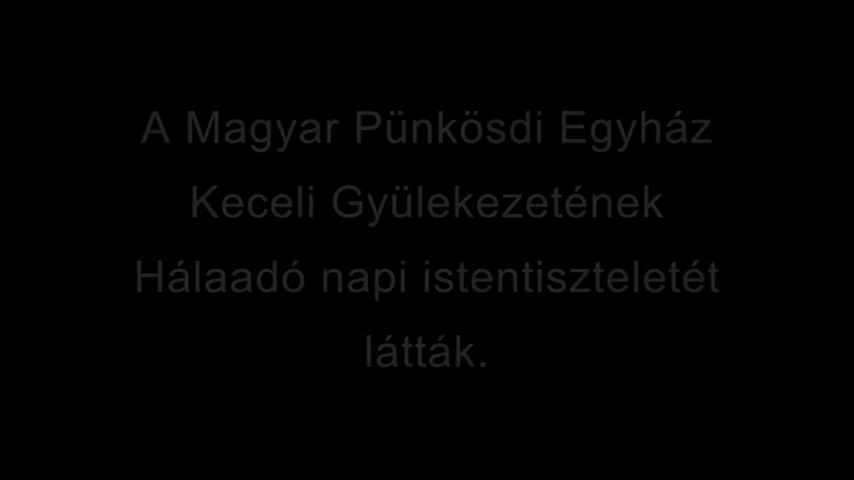 A Magyar Pünkösdi Egyház
Keceli Gyülekezetének
Hálaadó napi istentiszteletét
látták.